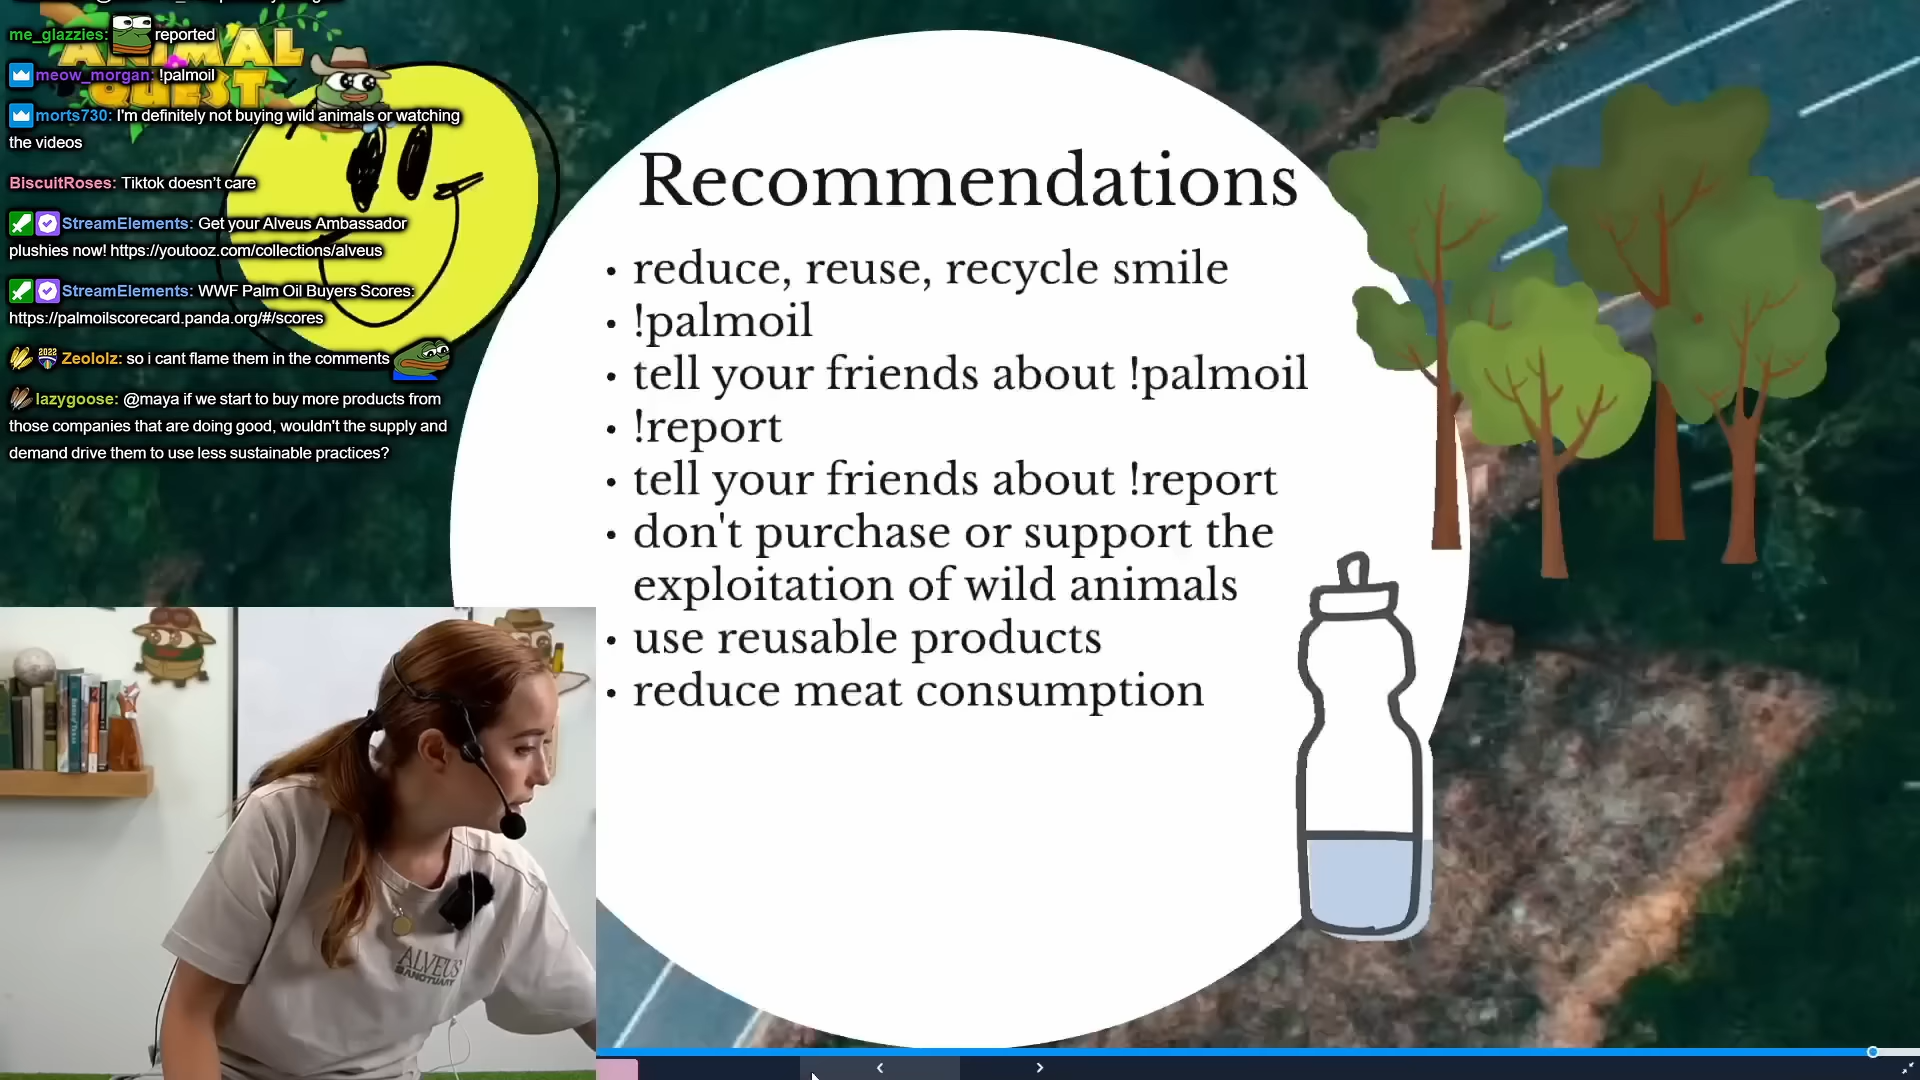 me_glazzies: reported
ANIMAL
QUEST
meow_morgan: !palmoil
morts730: I'm definitely not buying wild animals or watching
the videos
BiscuitRoses: Tiktok doesn't care
StreamElements: Get your Alveus Ambassador
plushies now! https://youtooz.com/collections/alveus
StreamElements: WWF Palm Oil Buyers Scores:
https://palmoilscorecard.panda.org/#/scores
2022
Zeololz: so i cant flame them in the comments
lazygoose: @maya if we start to buy more products from
those companies that are doing good, wouldn't the supply and
demand drive them to use less sustainable practices?
Recommendations
• reduce, reuse, recycle smile
• !palmoil
• tell your friends about !palmoil
• !report
• tell your friends about !report
• don't purchase or support the
exploitation of wild animals
• use reusable products
• reduce meat consumption
ALVEUS
SANCTUARY